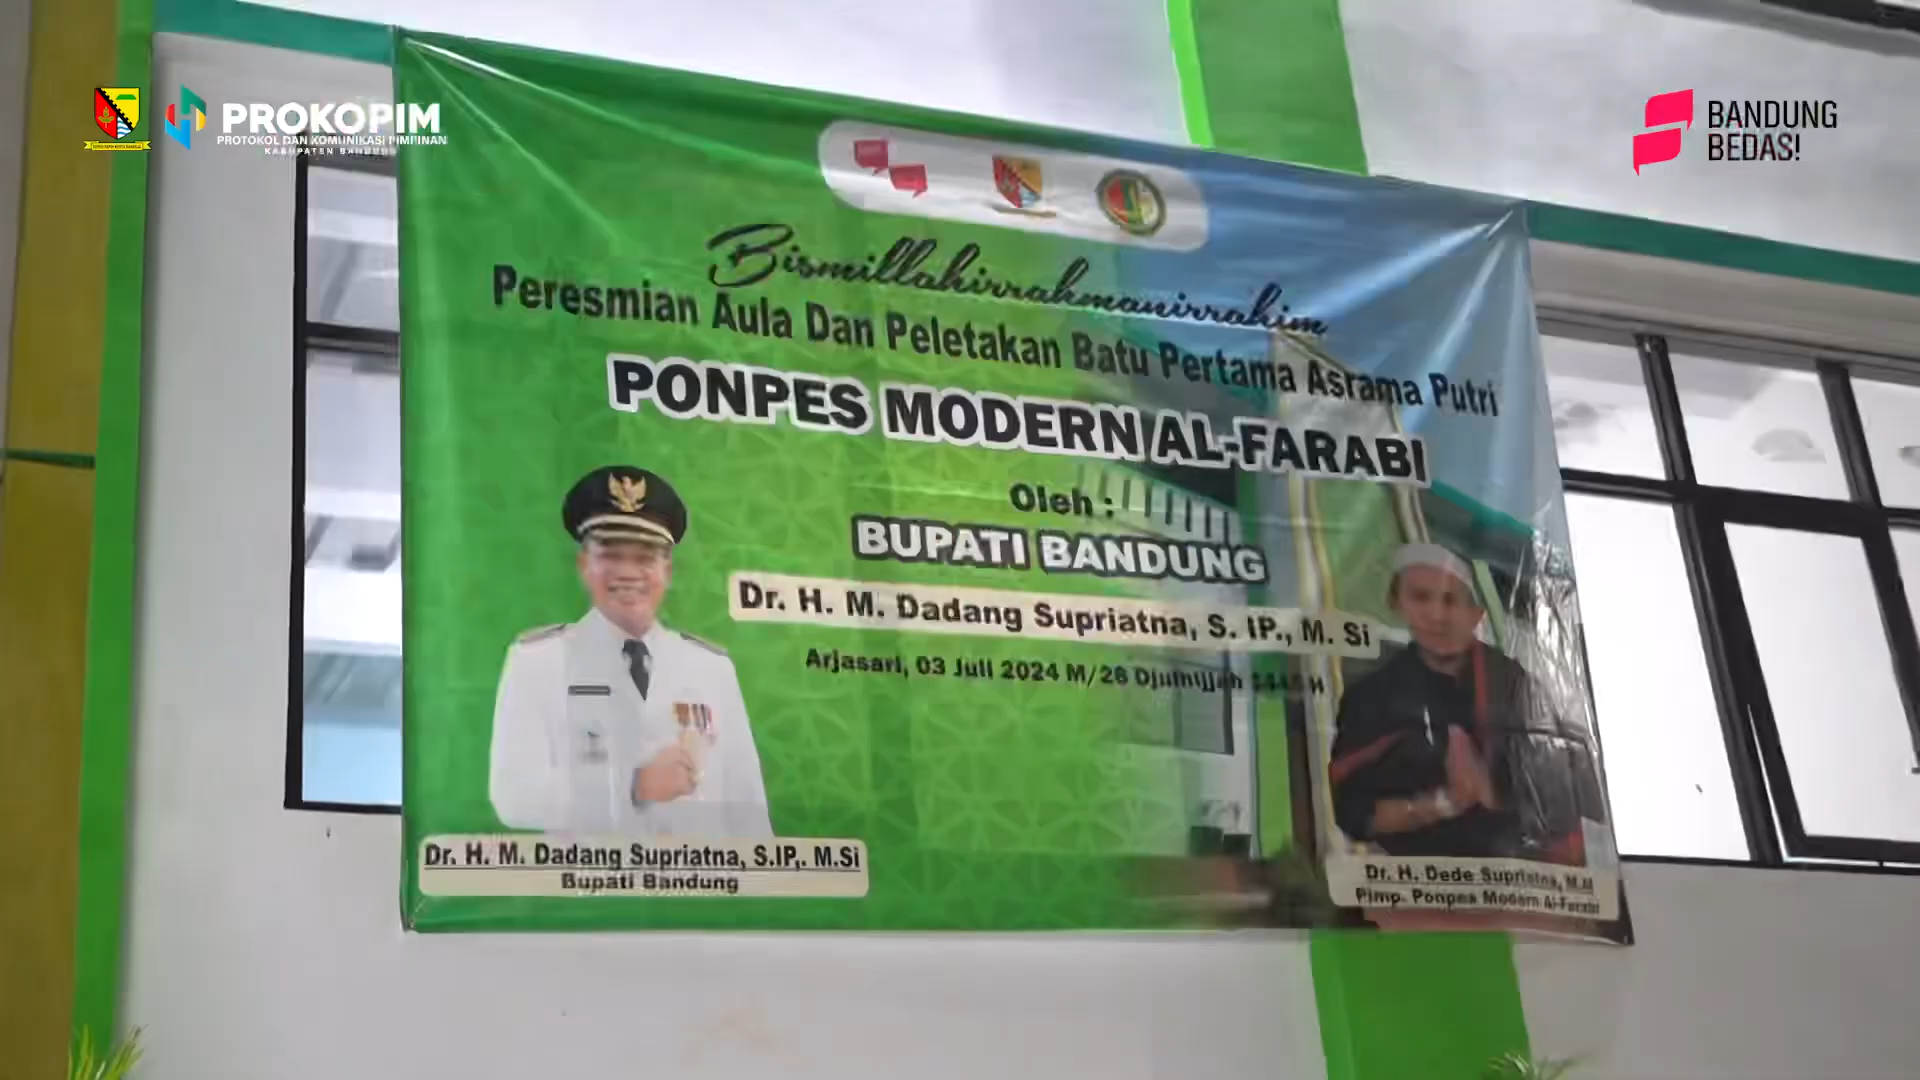 PROKOPIM
PROTOKOL DAN KOMUNIKASI PIMPINAN
KABUPATEN BANDUNG
BANDUNG
BEDAS!
Bismillahirrahmanirrahim
Peresmian Aula Dan Peletakan Batu Pertama Asrama Putri
PONPES MODERN AL-FARABI
Oleh :
BUPATI BANDUNG
Dr. H. M. Dadang Supriatna, S. IP., M. Si
Arjasari, 03 Juli 2024 M/26 H
Dr. H. M. Dadang Supriatna, S.IP,. M.Si
Bupati Bandung
Dr. H. Dede Supriatna, M.M
Pimp. Ponpes Modern Al-Farabi